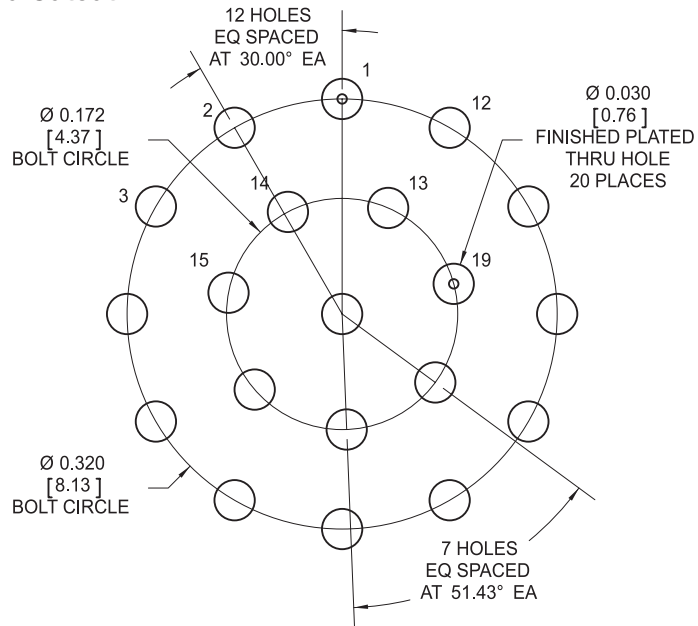 12 HOLES
EQ SPACED
AT 30.00° EA
1
2
12
Ø 0.172
[4.37 ]
BOLT CIRCLE
Ø 0.030
[0.76 ]
FINISHED PLATED
THRU HOLE
20 PLACES
3
14
13
15
19
Ø 0.320
[8.13 ]
BOLT CIRCLE
7 HOLES
EQ SPACED
AT 51.43° EA